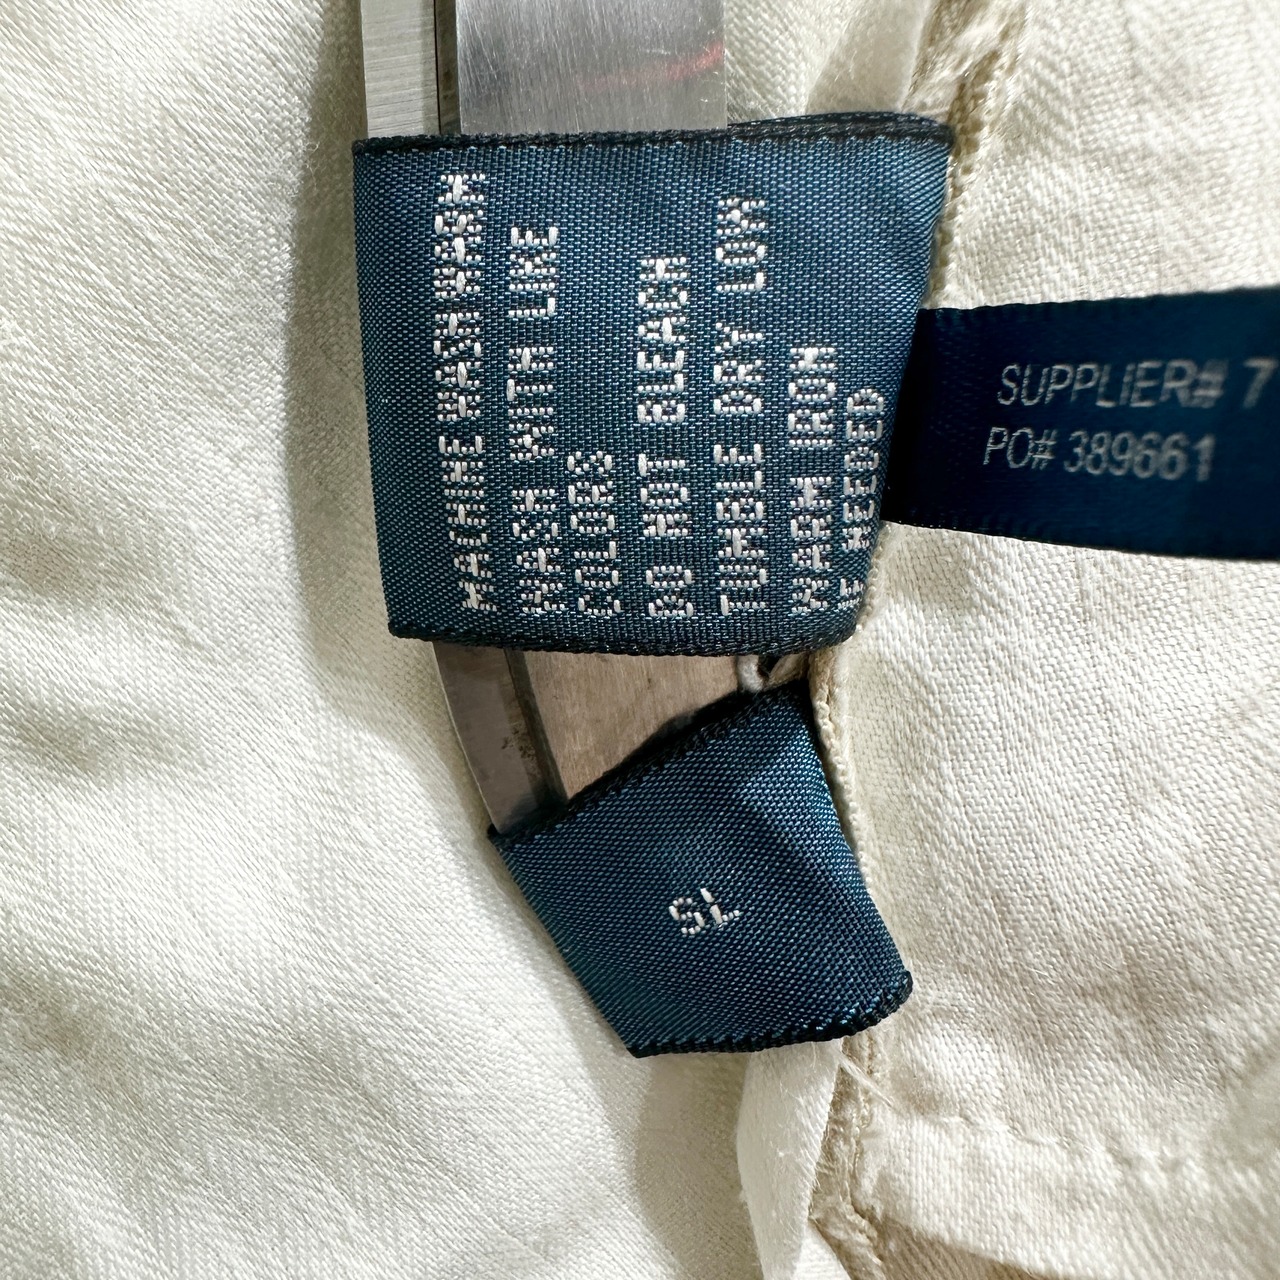 MACHINE WASH WARM
WASH WITH LIKE
COLORS
DO NOT BLEACH
TUMBLE DRY LOW
WARM IRON
NEEDED
SUPPLIER# 7
PO# 389661